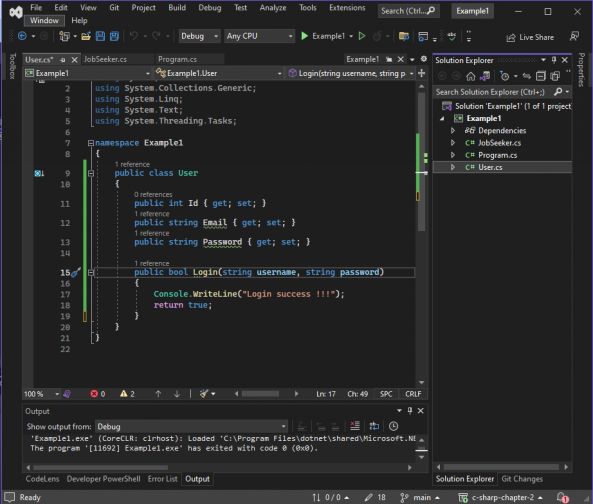 File Edit View Git Project Build Debug Test Analyze Tools Extensions Search (Ctrl... Example1
Window Help
Debug Any CPU Example1 Live Share
Toolbox
User.cs* JobSeeker.cs Program.cs Example1
Example1 Example1.User Login(string username, string p
2 using System.Collections.Generic;
3 using System.Linq;
4 using System.Text;
5 using System.Threading.Tasks;
6
7 namespace Example1
8 {
1 reference
9 public class User
10 {
0 references
11 public int Id { get; set; }
1 reference
12 public string Email { get; set; }
1 reference
13 public string Password { get; set; }
14
1 reference
15 public bool Login(string username, string password)
16 {
17 Console.WriteLine("Login success !!!");
18 return true;
19 }
20 }
21 }
22
100 % 0 2 Ln: 17 Ch: 49 SPC CRLF
Output
Show output from: Debug
'Example1.exe' (CoreCLR: clrhost): Loaded 'C:\Program Files\dotnet\shared\Microsoft.NE
The program '[11692] Example1.exe' has exited with code 0 (0x0).
CodeLens Developer PowerShell Error List Output
Solution Explorer
Search Solution Explorer (Ctrl+;)
Solution 'Example1' (1 of 1 project
Example1
Dependencies
JobSeeker.cs
Program.cs
User.cs
Solution Explorer Git Changes
Properties
Ready 0 / 0 18 main c-sharp-chapter-2 1